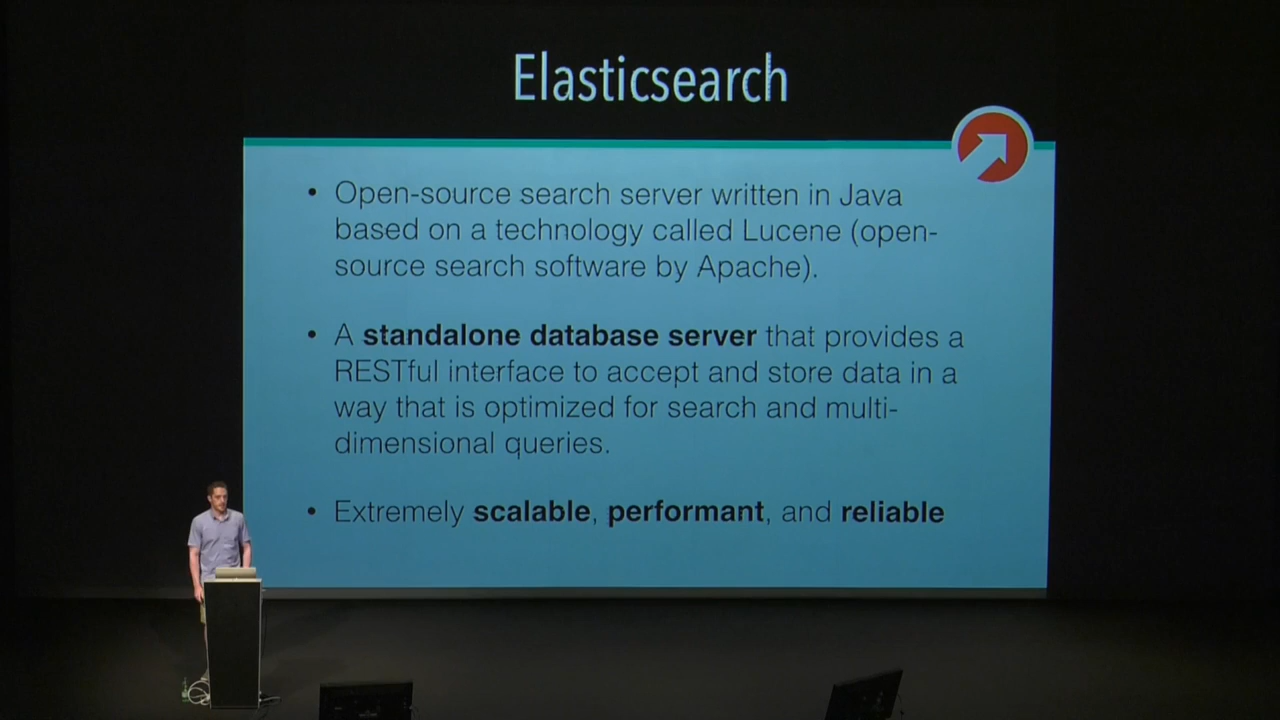 Elasticsearch
• Open-source search server written in Java
based on a technology called Lucene (open-
source search software by Apache).
• A standalone database server that provides a
RESTful interface to accept and store data in a
way that is optimized for search and multi-
dimensional queries.
• Extremely scalable, performant, and reliable